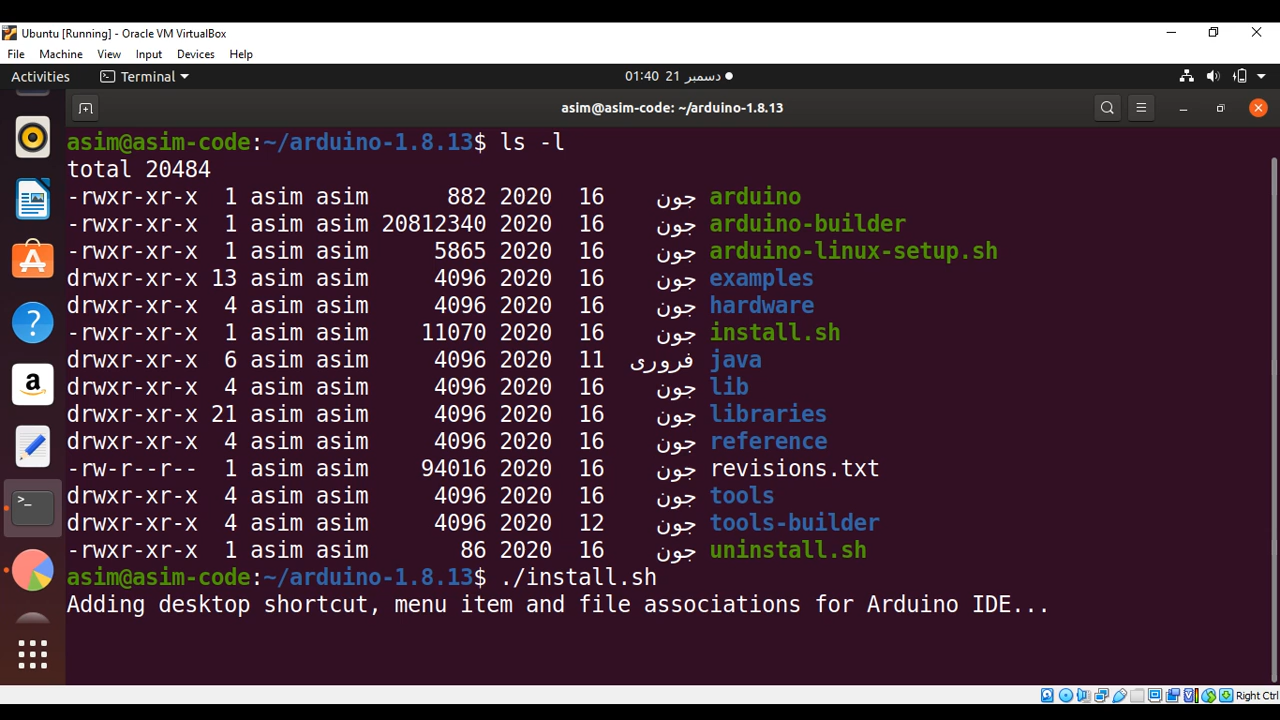 Ubuntu [Running] - Oracle VM VirtualBox
File Machine View Input Devices Help
Activities Terminal 01:40 21 دسمبر
asim@asim-code: ~/arduino-1.8.13
asim@asim-code:~/arduino-1.8.13$ ls -l
total 20484
-rwxr-xr-x 1 asim asim 882 2020 16 جون arduino
-rwxr-xr-x 1 asim asim 20812340 2020 16 جون arduino-builder
-rwxr-xr-x 1 asim asim 5865 2020 16 جون arduino-linux-setup.sh
drwxr-xr-x 13 asim asim 4096 2020 16 جون examples
drwxr-xr-x 4 asim asim 4096 2020 16 جون hardware
-rwxr-xr-x 1 asim asim 11070 2020 16 جون install.sh
drwxr-xr-x 6 asim asim 4096 2020 11 فروری java
drwxr-xr-x 4 asim asim 4096 2020 16 جون lib
drwxr-xr-x 21 asim asim 4096 2020 16 جون libraries
drwxr-xr-x 4 asim asim 4096 2020 16 جون reference
-rw-r--r-- 1 asim asim 94016 2020 16 جون revisions.txt
drwxr-xr-x 4 asim asim 4096 2020 16 جون tools
drwxr-xr-x 4 asim asim 4096 2020 12 جون tools-builder
-rwxr-xr-x 1 asim asim 86 2020 16 جون uninstall.sh
asim@asim-code:~/arduino-1.8.13$ ./install.sh
Adding desktop shortcut, menu item and file associations for Arduino IDE...
Right Ctrl